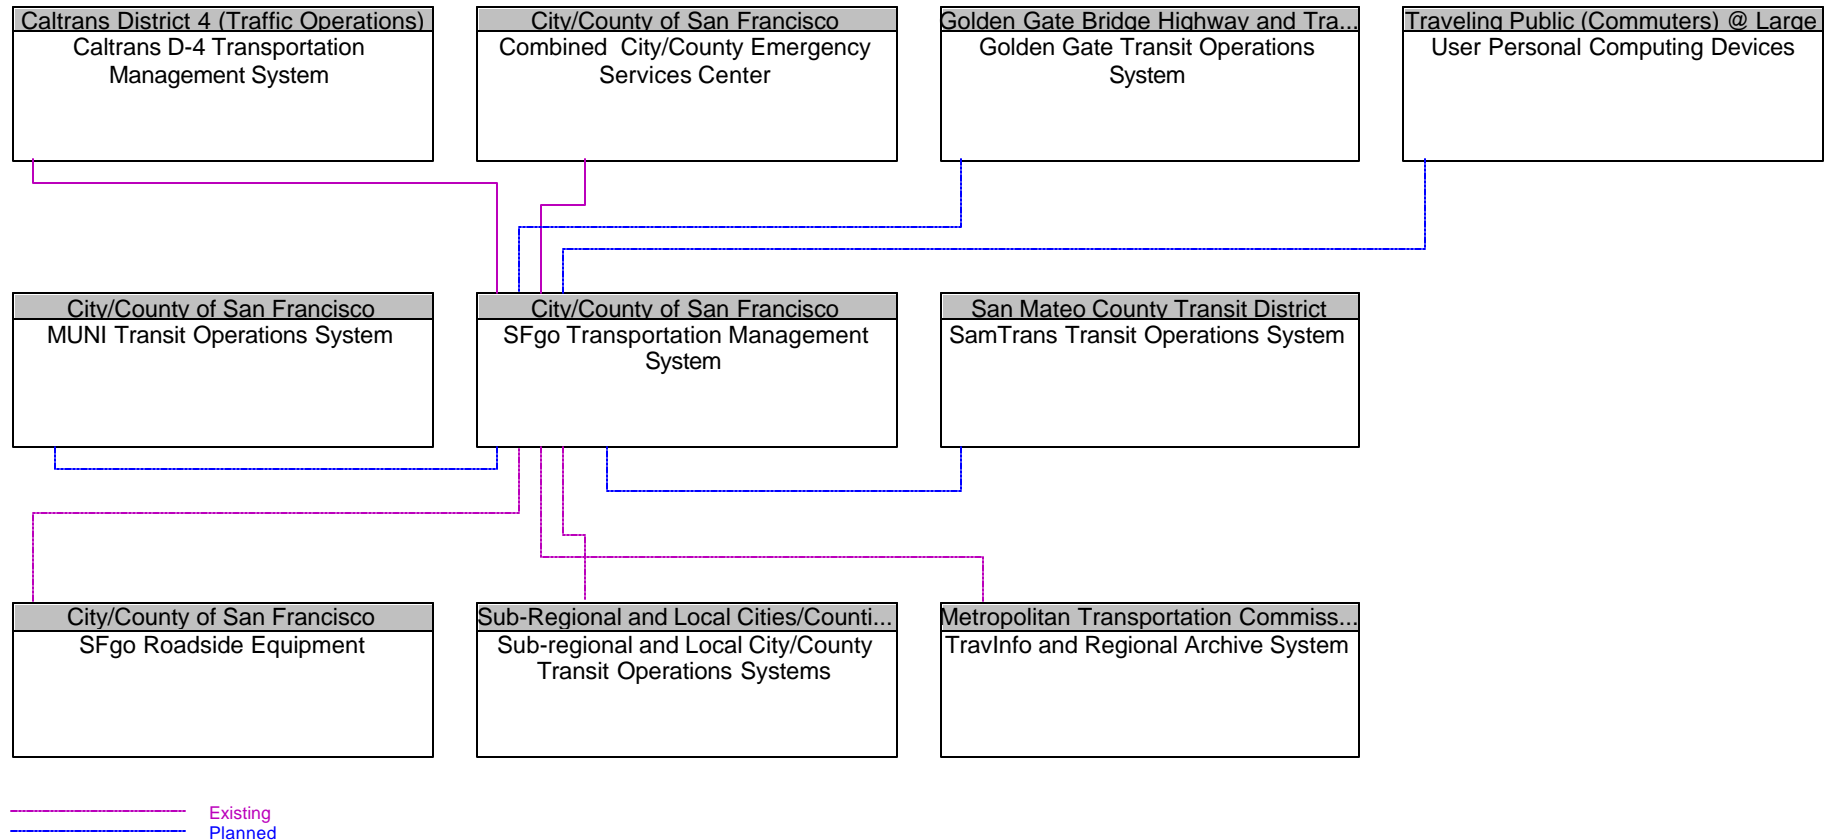 Caltrans District 4 (Traffic Operations)
Caltrans D-4 Transportation
Management System
City/County of San Francisco
Combined City/County Emergency
Services Center
Golden Gate Bridge Highway and Tra...
Golden Gate Transit Operations
System
Traveling Public (Commuters) @ Large
User Personal Computing Devices
City/County of San Francisco
MUNI Transit Operations System
City/County of San Francisco
SFgo Transportation Management
System
San Mateo County Transit District
SamTrans Transit Operations System
City/County of San Francisco
SFgo Roadside Equipment
Sub-Regional and Local Cities/Counti...
Sub-regional and Local City/County
Transit Operations Systems
Metropolitan Transportation Commiss...
TravInfo and Regional Archive System
Existing
Planned